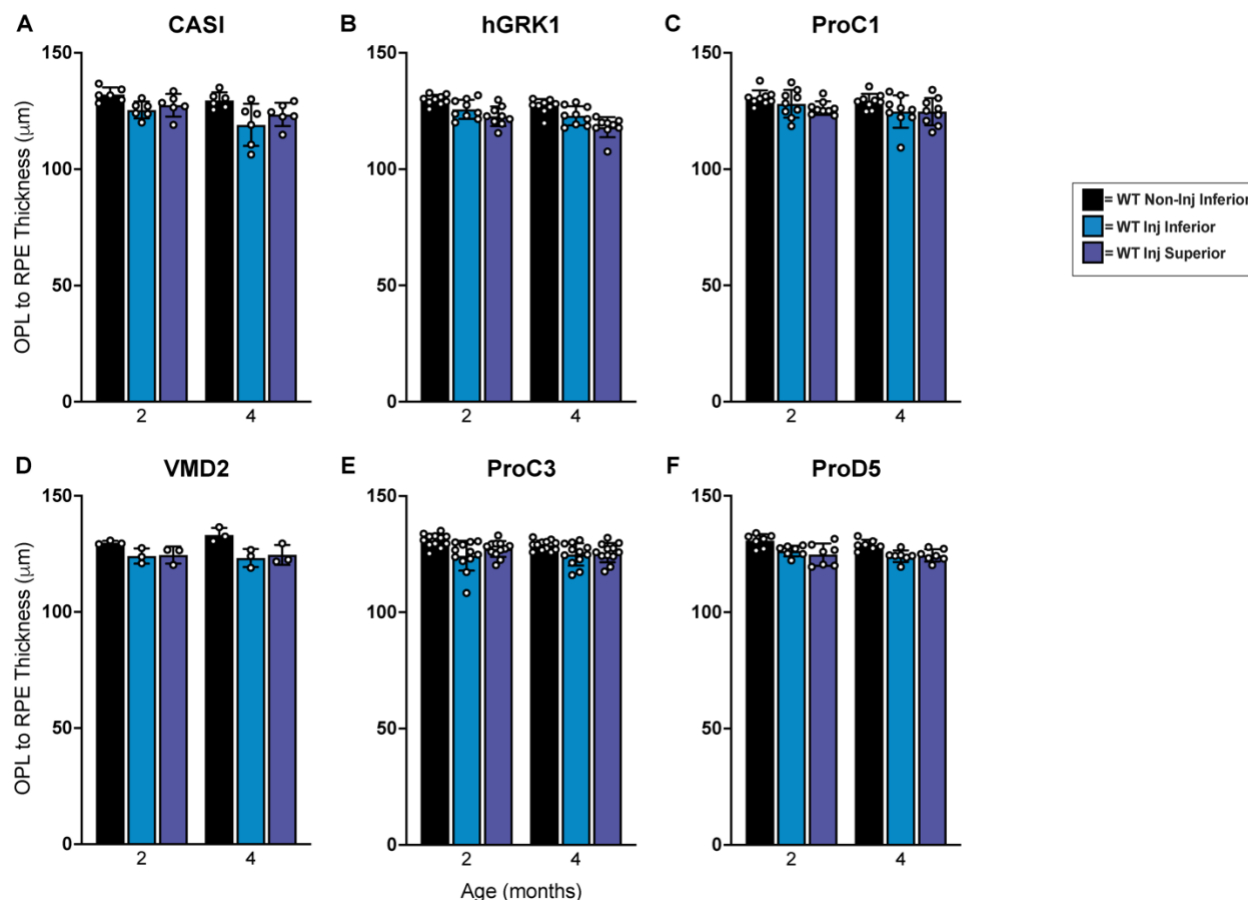 A
CASI
B
hGRK1
C
ProC1
OPL to RPE Thickness (μm)
150
100
50
0
2
4
150
100
50
0
2
4
150
100
50
0
2
4
= WT Non-Inj Inferior
= WT Inj Inferior
= WT Inj Superior
D
VMD2
E
ProC3
F
ProD5
OPL to RPE Thickness (μm)
150
100
50
0
2
4
150
100
50
0
2
4
150
100
50
0
2
4
Age (months)